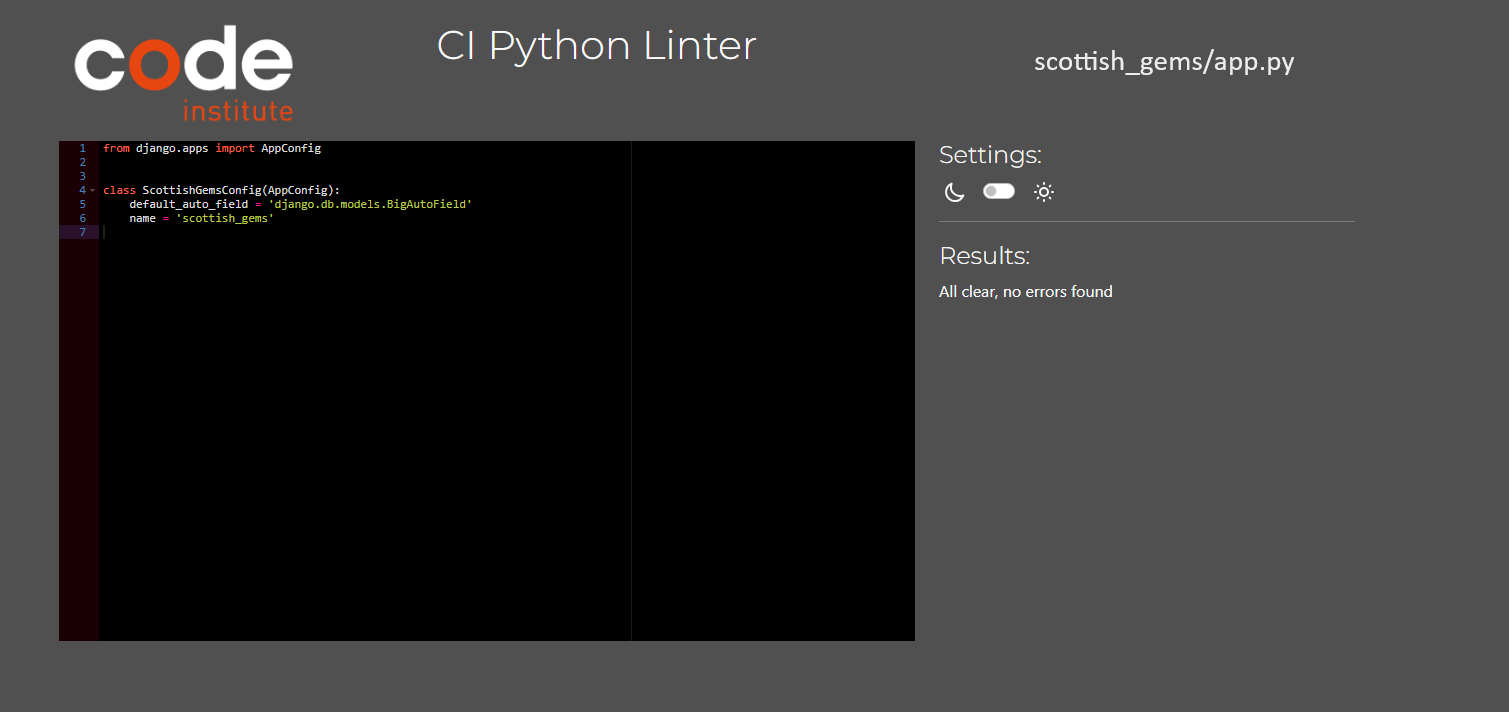 code
institute
CI Python Linter
scottish_gems/app.py
1 from django.apps import AppConfig
2
3
4 class ScottishGemsConfig(AppConfig):
5     default_auto_field = 'django.db.models.BigAutoField'
6     name = 'scottish_gems'
7
Settings:
Results:
All clear, no errors found